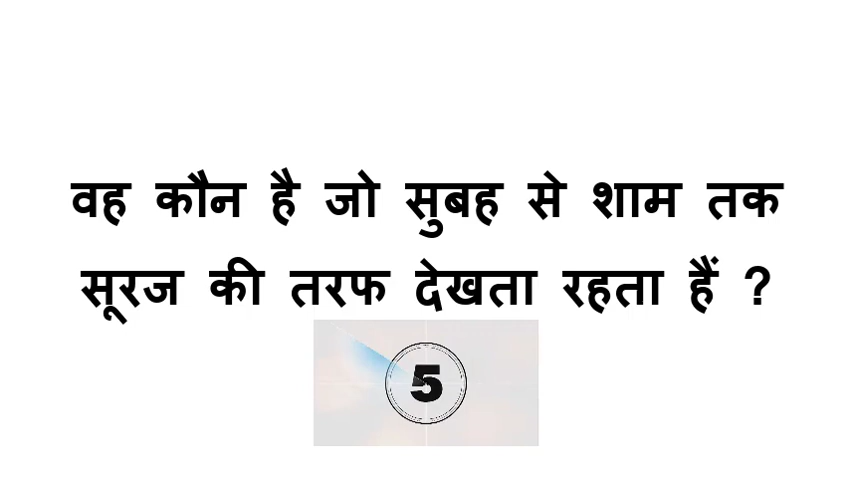 वह कौन है जो सुबह से शाम तक
सूरज की तरफ देखता रहता हैं ?
5